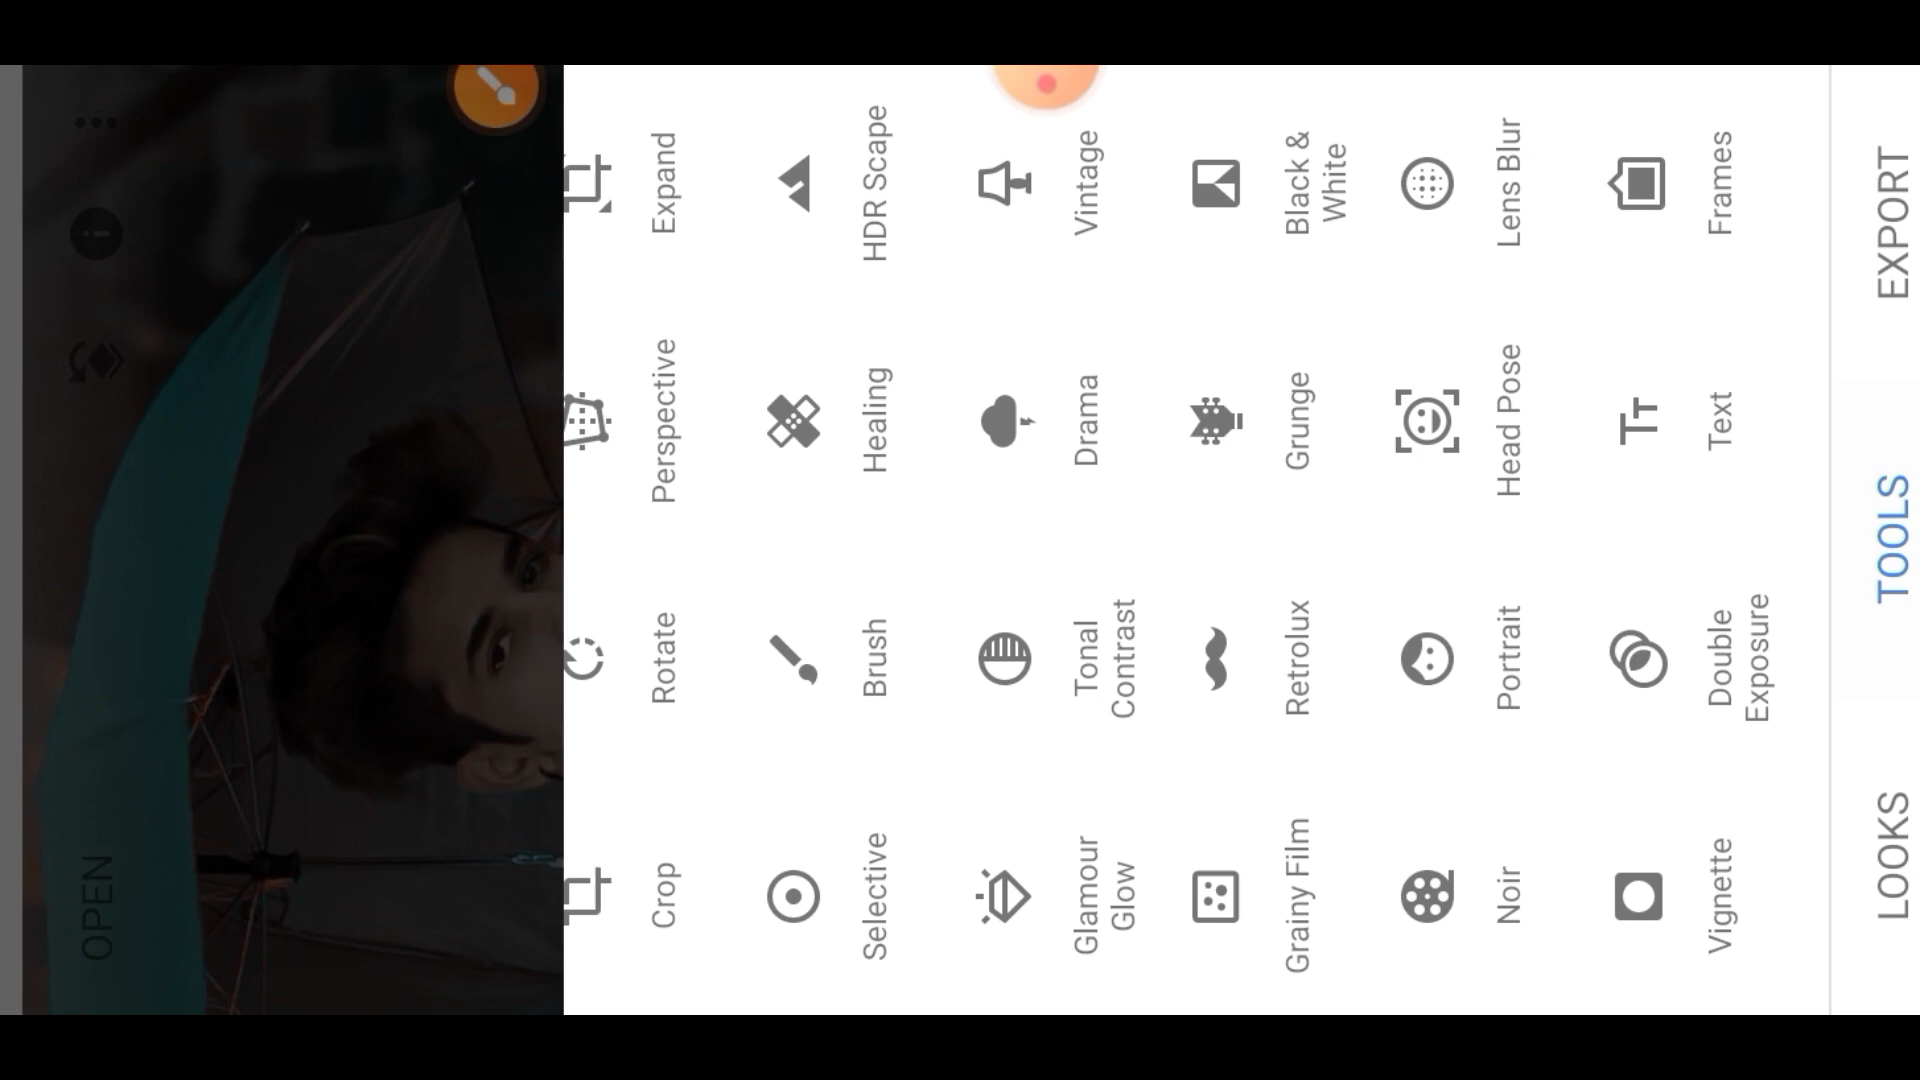 OPEN
Crop
Rotate
Perspective
Expand
Selective
Brush
Healing
HDR Scape
Glamour
Glow
Tonal
Contrast
Drama
Vintage
Grainy Film
Retrolux
Grunge
Black &
White
Noir
Portrait
Head Pose
Lens Blur
Vignette
Double
Exposure
Text
Frames
LOOKS
TOOLS
EXPORT